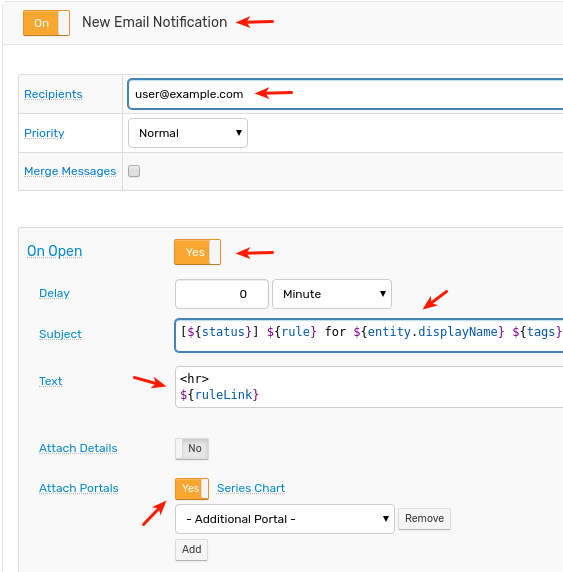 On New Email Notification
Recipients user@example.com
Priority Normal
Merge Messages
On Open Yes
Delay 0 Minute
Subject [${status}] ${rule} for ${entity.displayName} ${tags}
Text <hr>
${ruleLink}
Attach Details No
Attach Portals Yes Series Chart
- Additional Portal - Remove
Add